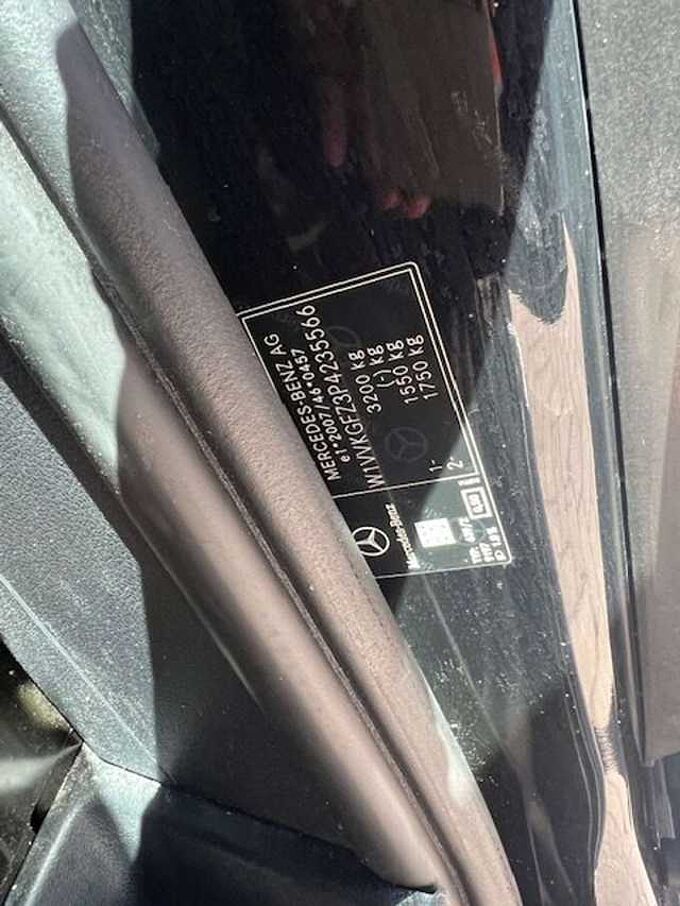 MERCEDES-BENZ AG
e1*2007/46*0457
W1VVKGFZ3P4235566
3200 kg
(-) kg
1- 1550 kg
2- 1750 kg
Mercedes-Benz